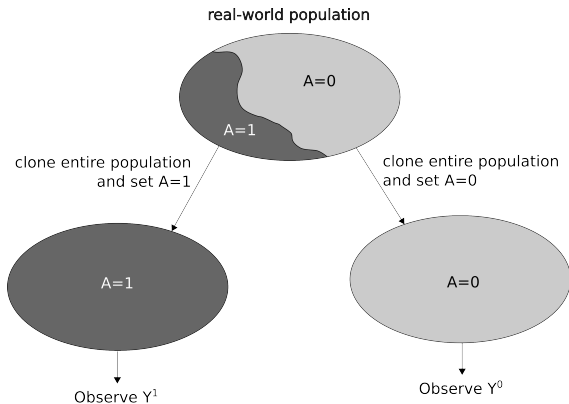 real-world population
A=0
A=1
clone entire population
and set A=1
clone entire population
and set A=0
A=1
A=0
Observe Y¹
Observe Y⁰